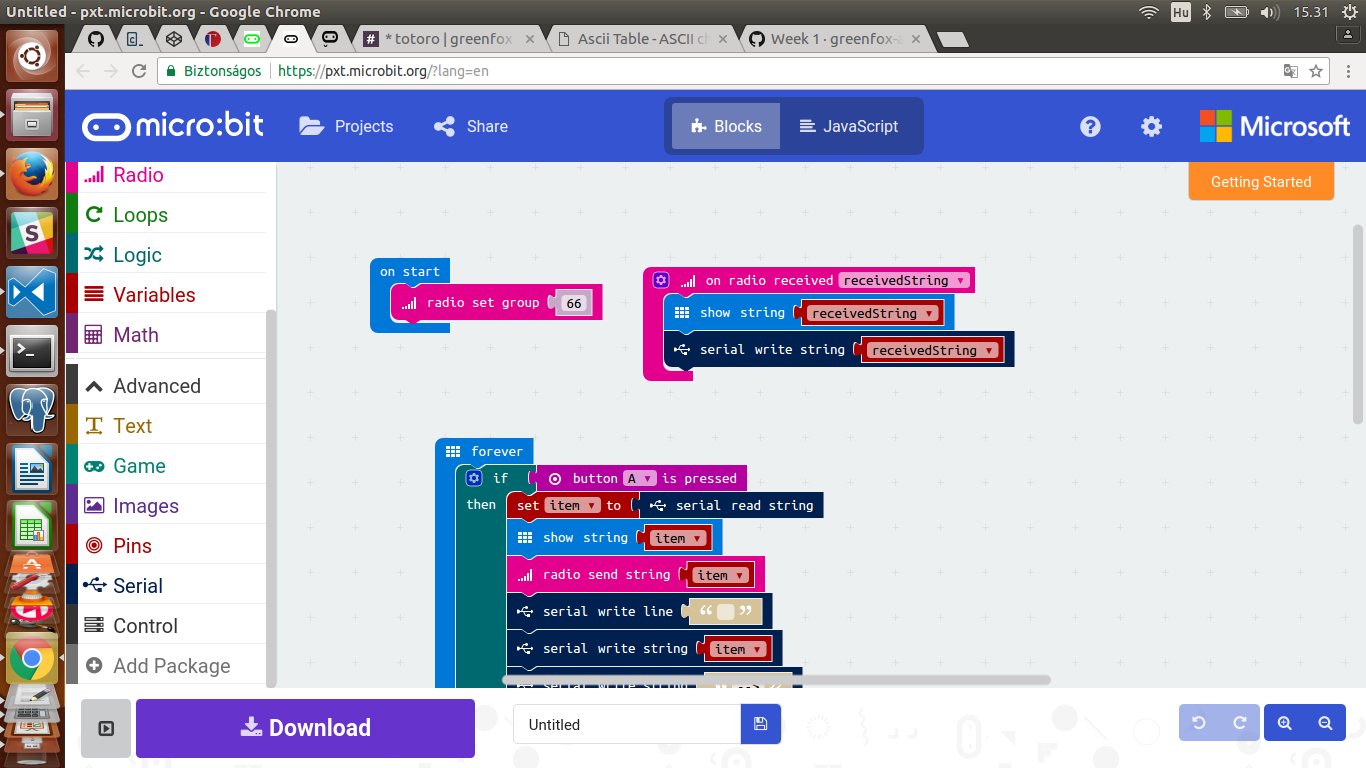 Untitled - pxt.microbit.org - Google Chrome
Hu
15.31
* totoro | greenfox
Ascii Table - ASCII ch
Week 1 · greenfox-a
Biztonságos
https://pxt.microbit.org/?lang=en
micro:bit
Projects
Share
Blocks
JavaScript
Microsoft
Getting Started
Radio
Loops
Logic
Variables
Math
Advanced
Text
Game
Images
Pins
Serial
Control
Add Package
on start
radio set group 66
on radio received receivedString
show string receivedString
serial write string receivedString
forever
if button A is pressed
then set item to serial read string
show string item
radio send string item
serial write line “ ”
serial write string item
Download
Untitled